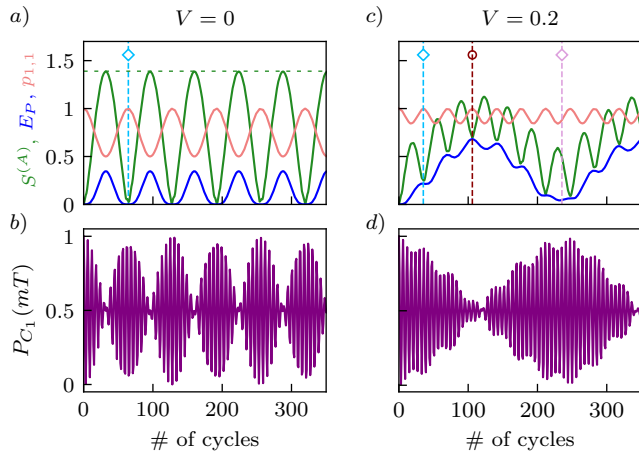 a) V = 0
c) V = 0.2
S^(A), E_P, p_1,1
1.5
1
0.5
0
b)
d)
P_C1(mT)
1
0.5
0
0 100 200 300
0 100 200 300
# of cycles
# of cycles